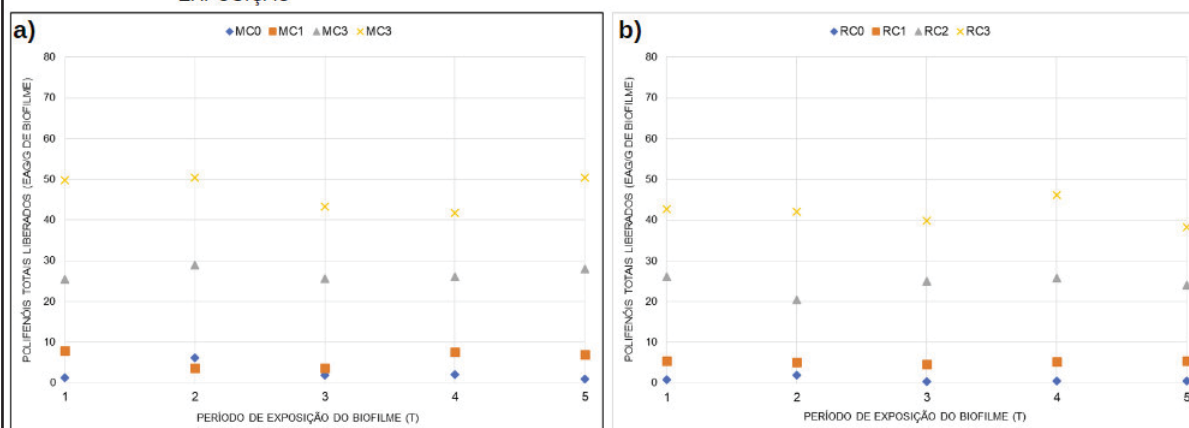 EXPOSIÇÃO
a)
MC0 MC1 MC3 MC3
80
70
60
50
40
30
20
10
0
POLIFENÓIS TOTAIS LIBERADOS (EAG/G DE BIOFILME)
1 2 3 4 5
PERÍODO DE EXPOSIÇÃO DO BIOFILME (T)
b)
RC0 RC1 RC2 RC3
80
70
60
50
40
30
20
10
0
POLIFENÓIS TOTAIS LIBERADOS (EAG/G DE BIOFILME)
1 2 3 4 5
PERÍODO DE EXPOSIÇÃO DO BIOFILME (T)